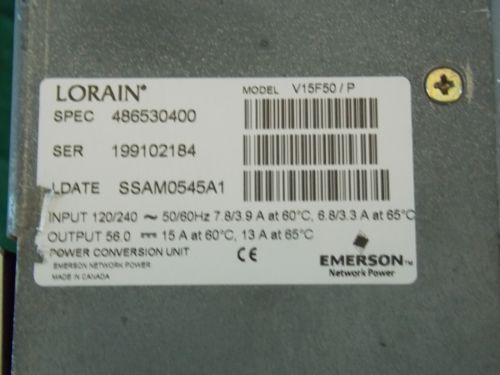 LORAIN®
MODEL V15F50 / P
SPEC 486530400
SER 199102184
LDATE SSAM0545A1
INPUT 120/240 ~ 50/60Hz 7.8/3.9 A at 60°C, 6.8/3.3 A at 65°C
OUTPUT 56.0 ⎓ 15 A at 60°C, 13 A at 65°C
POWER CONVERSION UNIT
EMERSON NETWORK POWER
MADE IN CANADA
CE
EMERSON™
Network Power